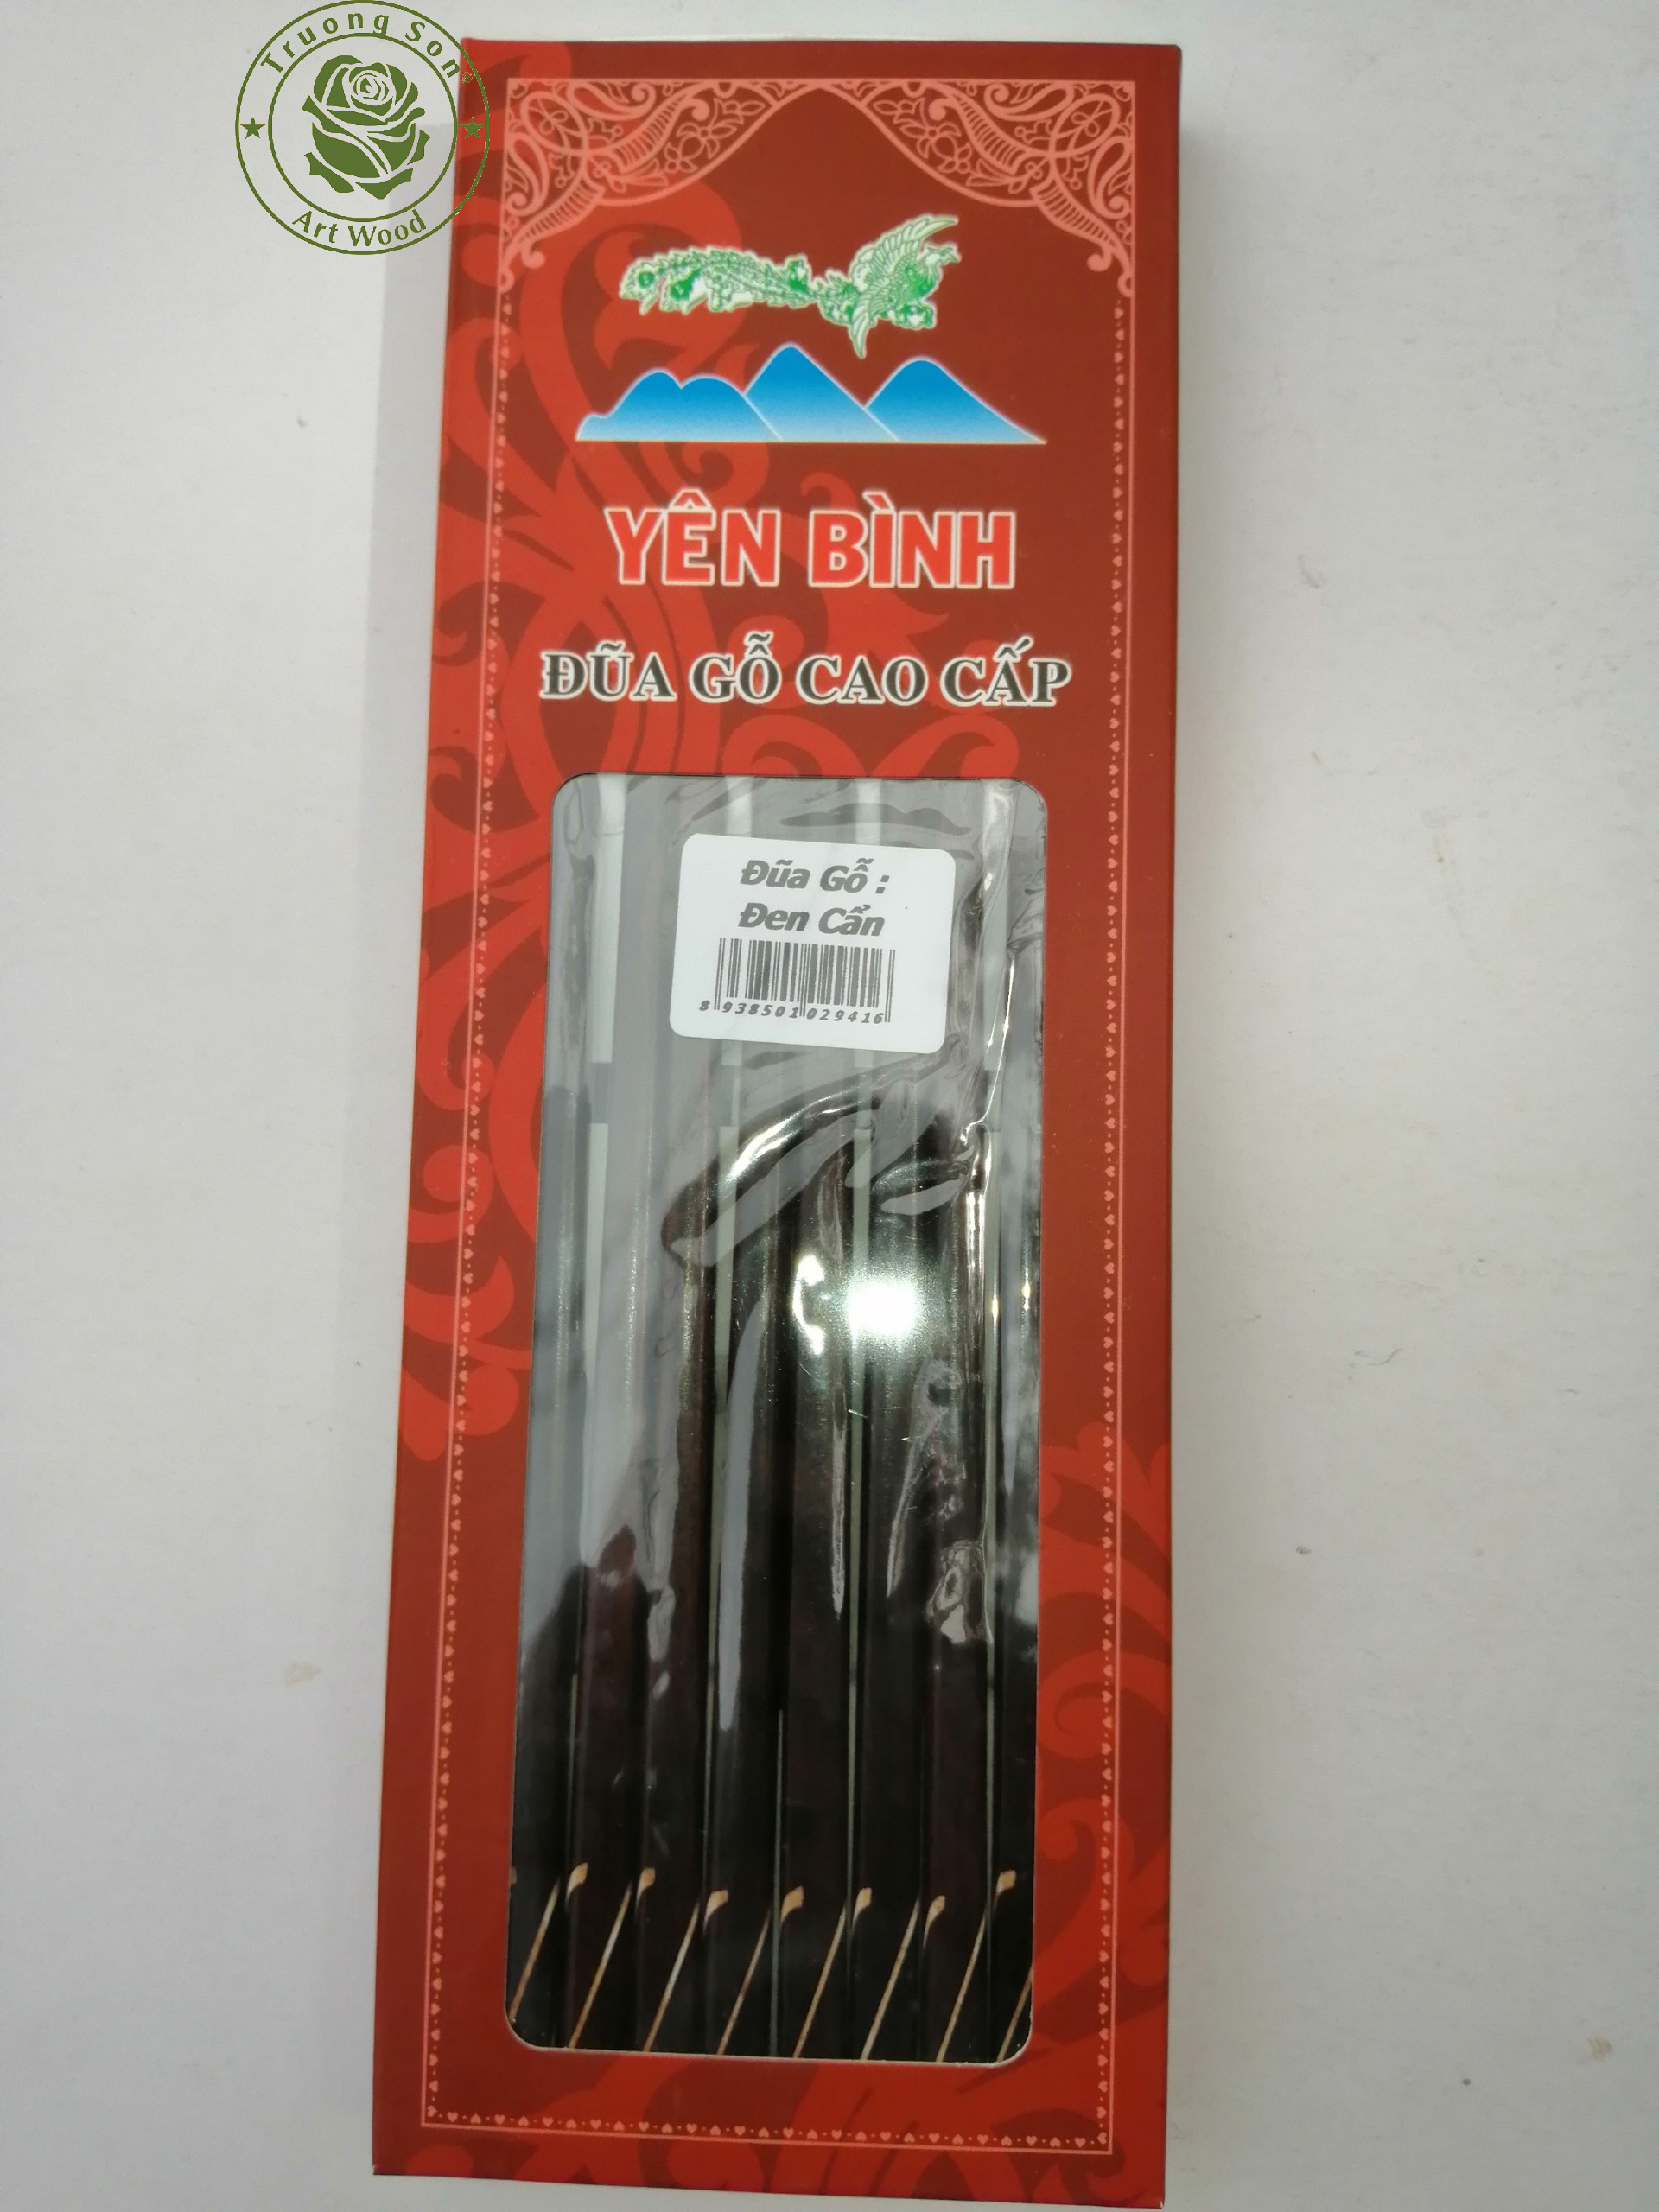 Truong Son®
Art Wood
YÊN BÌNH
ĐŨA GỖ CAO CẤP
Đũa Gỗ :
Đen Cẩn
8 938501 029416